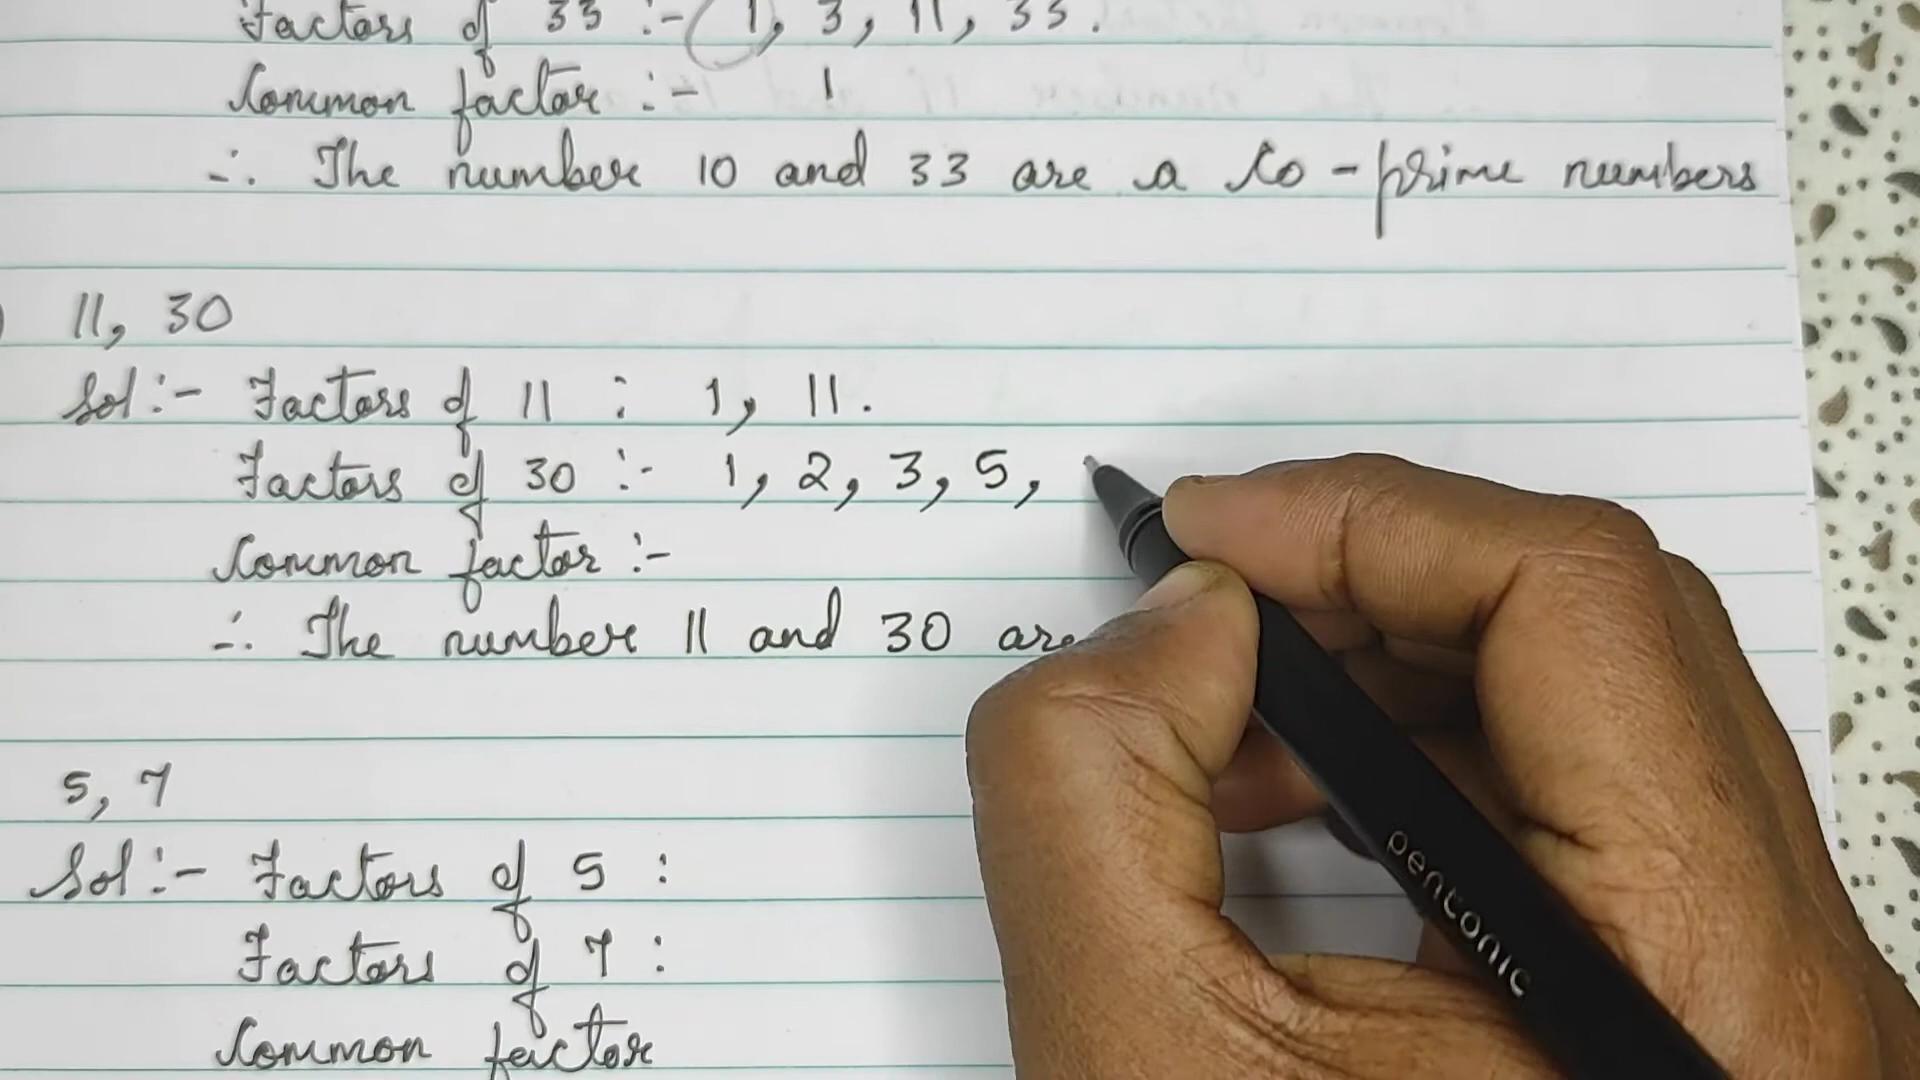 Factors of 33 :- 1, 3, 11, 33.
Common factor :- 1
∴ The number 10 and 33 are a Co-prime numbers
11, 30
Sol :- Factors of 11 : 1, 11.
Factors of 30 :- 1, 2, 3, 5,
Common factor :-
∴ The number 11 and 30 are
5, 7
Sol :- Factors of 5 :
Factors of 7 :
Common factor
pentonic